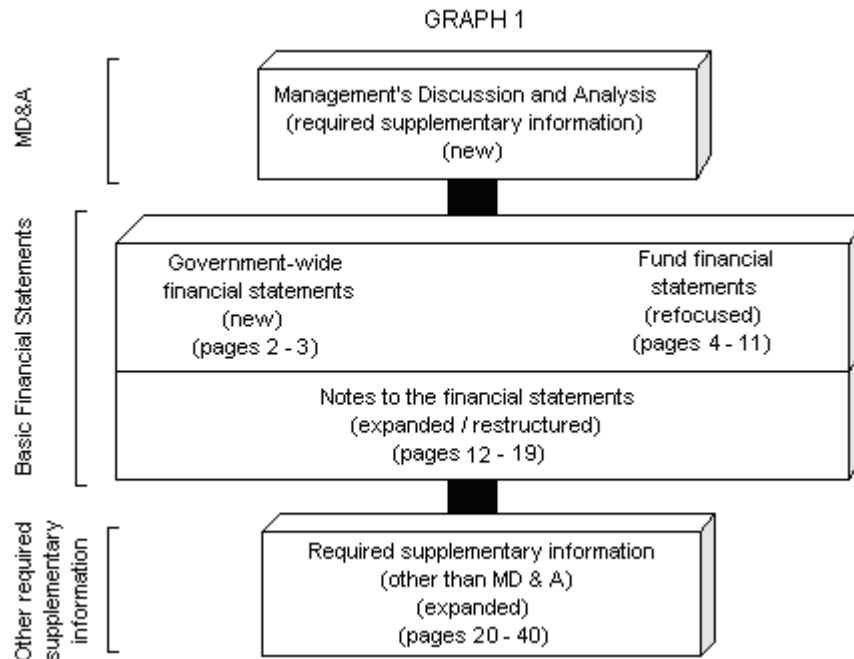 GRAPH 1
MD&A
Management's Discussion and Analysis
(required supplementary information)
(new)
Basic Financial Statements
Government-wide
financial statements
(new)
(pages 2 - 3)
Fund financial
statements
(refocused)
(pages 4 - 11)
Notes to the financial statements
(expanded / restructured)
(pages 12 - 19)
Other required
supplementary
information
Required supplementary information
(other than MD & A)
(expanded)
(pages 20 - 40)